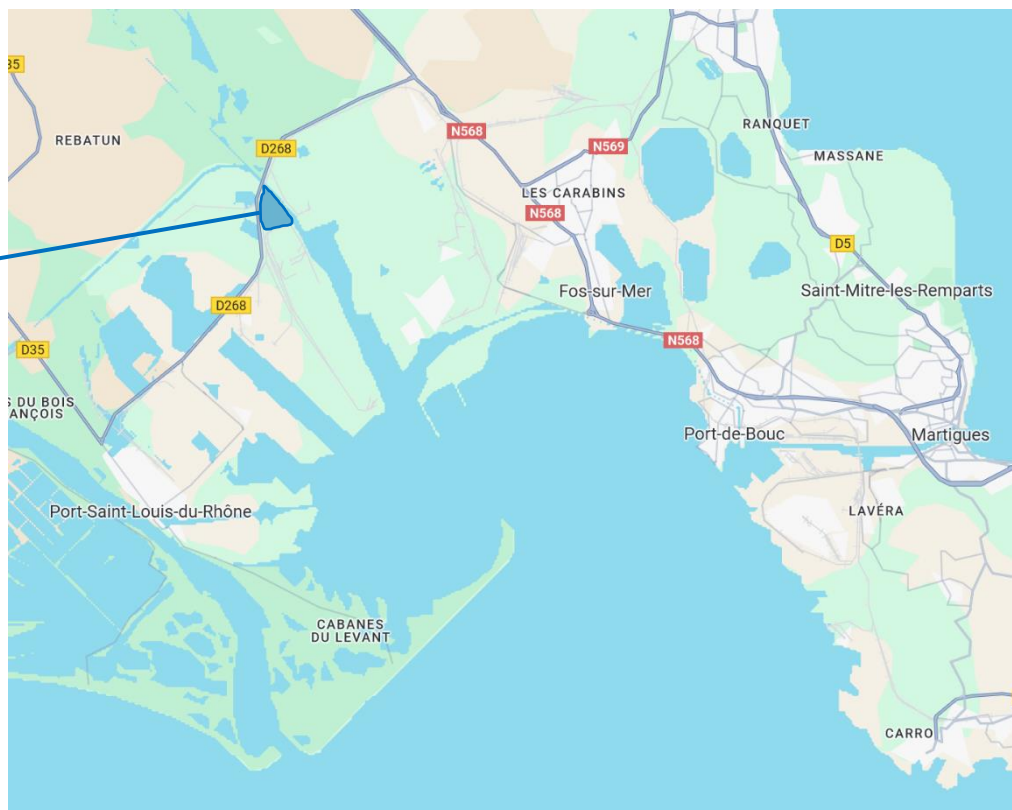 35
REBATUN
D268
N568
N569
RANQUET
MASSANE
LES CARABINS
N568
D5
D268
Fos-sur-Mer
Saint-Mitre-les-Remparts
D35
N568
S DU BOIS
ANÇOIS
Port-de-Bouc
Martigues
Port-Saint-Louis-du-Rhône
LAVÉRA
CABANES
DU LEVANT
CARRO